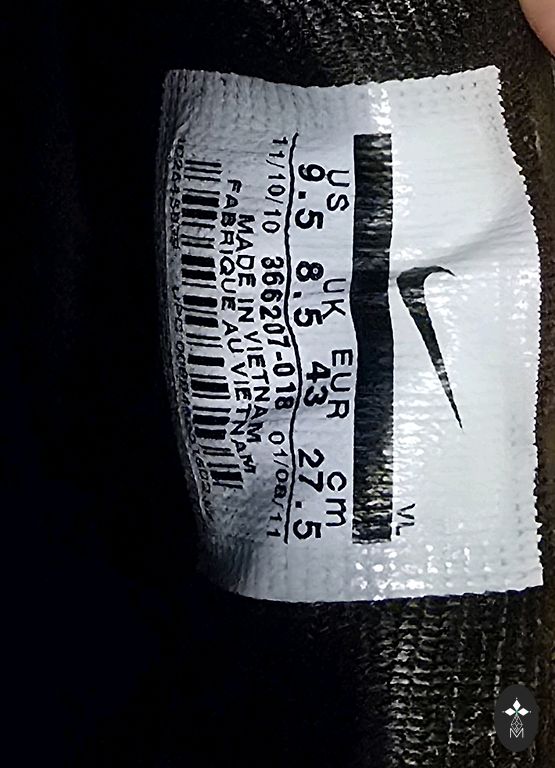 VL
US UK EUR cm
9.5 8.5 43 27.5
11/10/10 366207-018 01/08/11
MADE IN VIETNAM
FABRIQUE AU VIETNAM
M